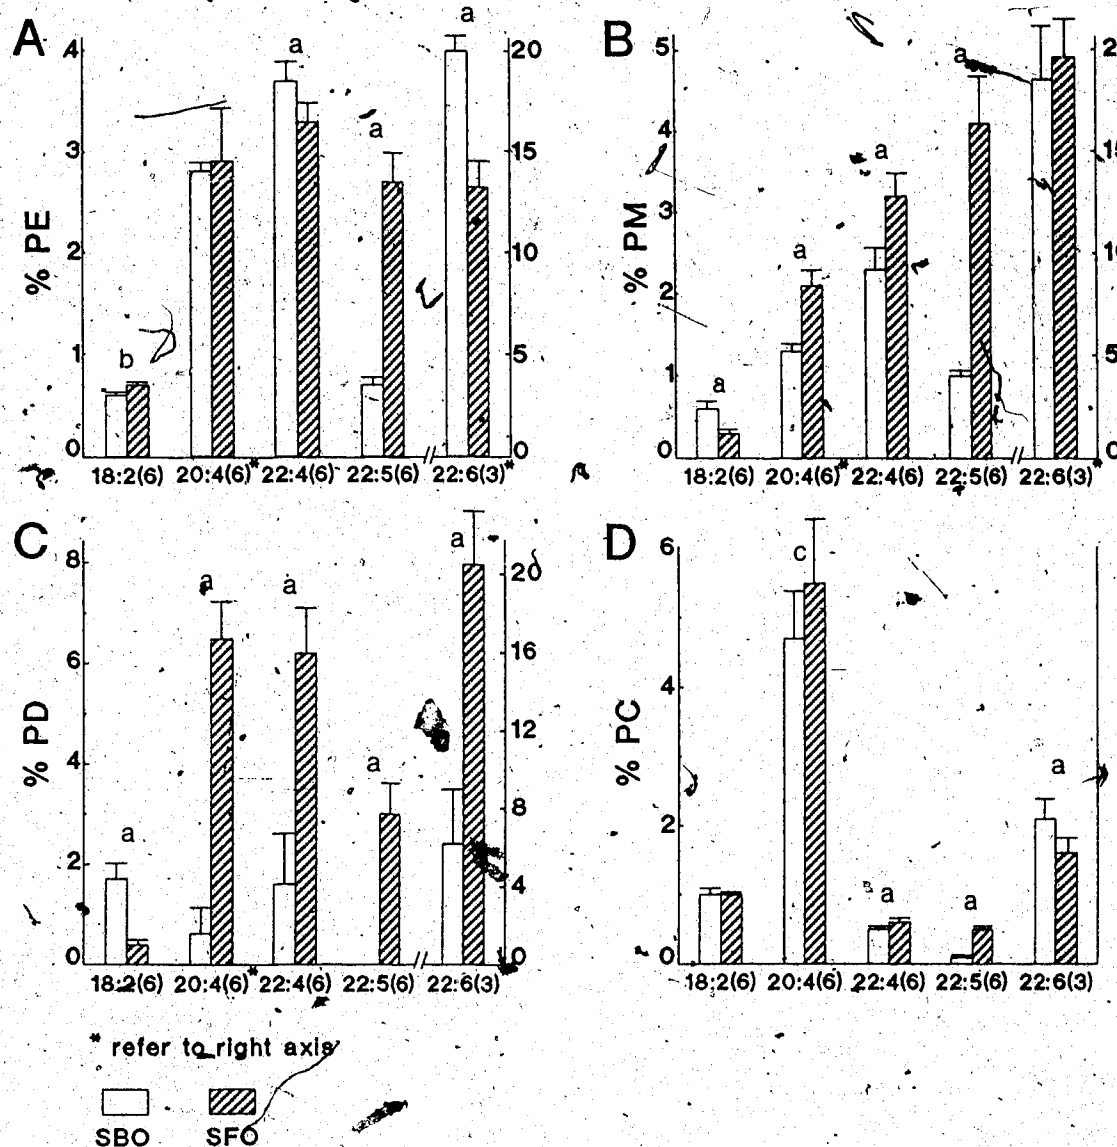 A
B
% PE
4
3
2
1
0
a
a
a
a
b
20
15
10
5
0
18:2(6) 20:4(6)* 22:4(6) 22:5(6) 22:6(3)*
% PM
5
4
3
2
1
0
a
a
a
a
5
0
18:2(6) 20:4(6)* 22:4(6) 22:5(6) 22:6(3)*
C
D
% PD
8
6
4
2
0
a
a
a
a
a
20
16
12
8
4
0
18:2(6) 20:4(6)* 22:4(6) 22:5(6) 22:6(3)
% PC
6
4
2
0
c
a
a
a
18:2(6) 20:4(6) 22:4(6) 22:5(6) 22:6(3)
* refer to right axis
SBO SFO